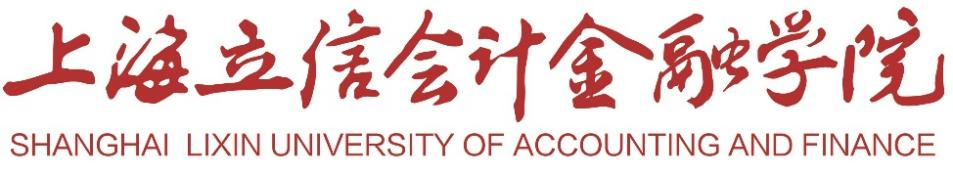 上海立信会计金融学院
SHANGHAI LIXIN UNIVERSITY OF ACCOUNTING AND FINANCE